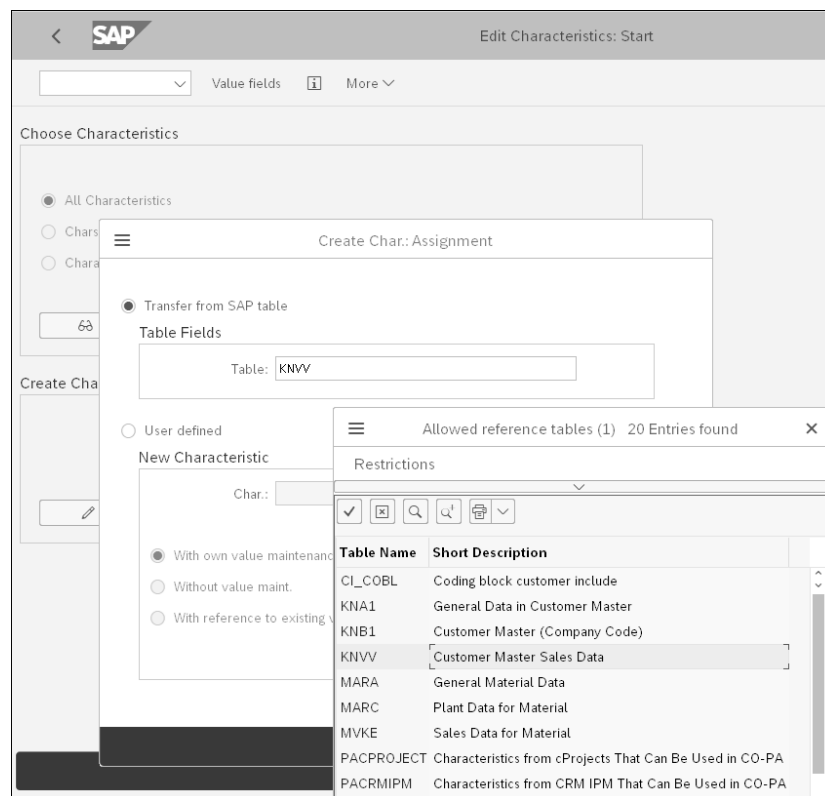 SAP
Edit Characteristics: Start
Value fields
More
Choose Characteristics
All Characteristics
Chars
Chara
Create Cha
Create Char.: Assignment
Transfer from SAP table
Table Fields
Table: KNVV
User defined
New Characteristic
Char.:
With own value maintenanc
Without value maint.
With reference to existing v
Allowed reference tables (1) 20 Entries found
Restrictions
Table Name Short Description
CI_COBL Coding block customer include
KNA1 General Data in Customer Master
KNB1 Customer Master (Company Code)
KNVV Customer Master Sales Data
MARA General Material Data
MARC Plant Data for Material
MVKE Sales Data for Material
PACPROJECT Characteristics from cProjects That Can Be Used in CO-PA
PACRMIPM Characteristics from CRM IPM That Can Be Used in CO-PA